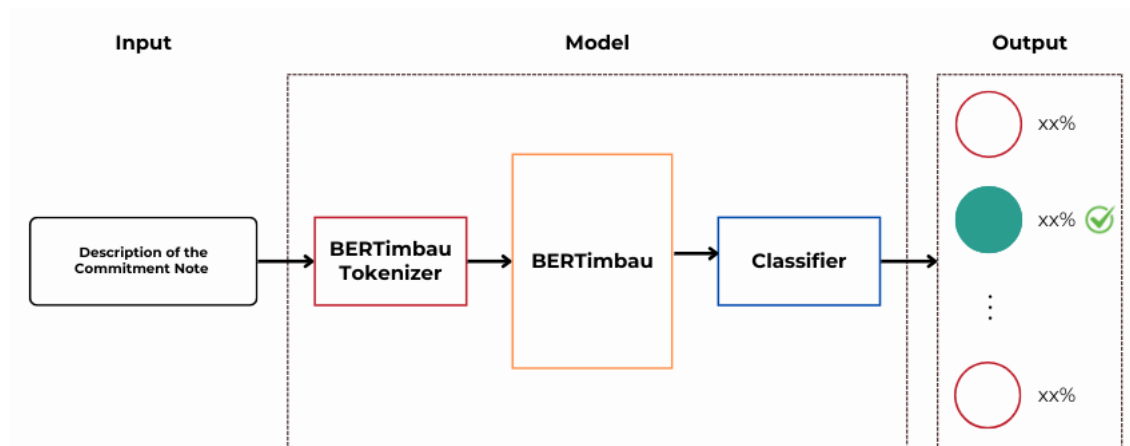 Input
Model
Output
Description of the
Commitment Note
BERTimbau
Tokenizer
BERTimbau
Classifier
xx%
xx%
⋮
xx%